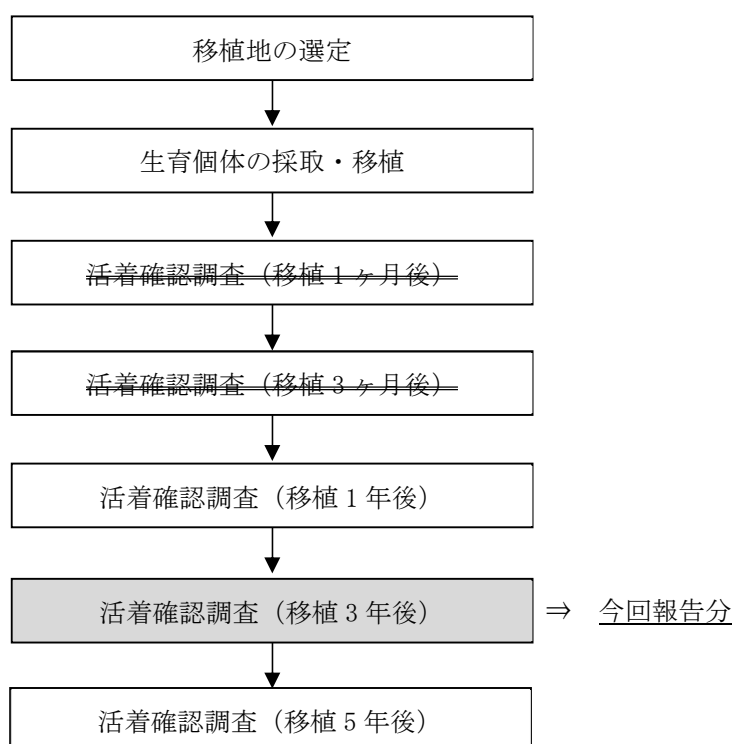 移植地の選定
生育個体の採取・移植
活着確認調査（移植1ヶ月後）
活着確認調査（移植3ヶ月後）
活着確認調査（移植1年後）
活着確認調査（移植3年後） ⇒ 今回報告分
活着確認調査（移植5年後）